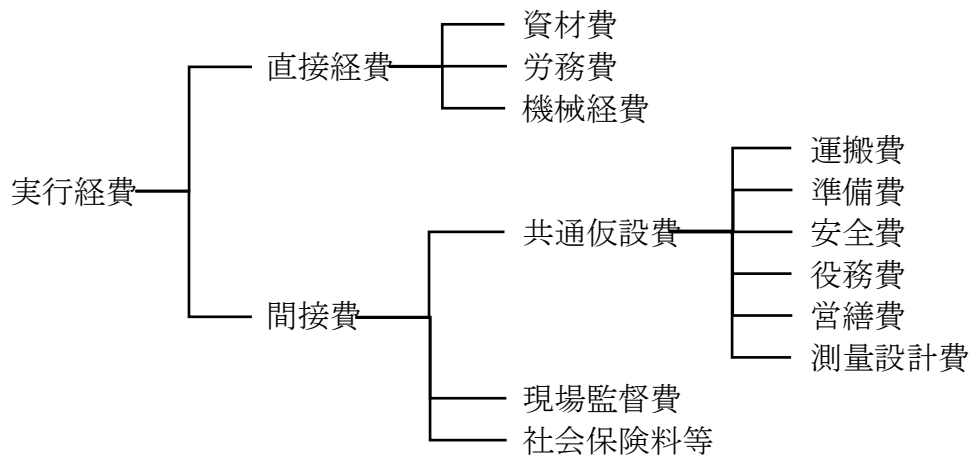 資材費
直接経費
労務費
機械経費
運搬費
実行経費
準備費
共通仮設費
安全費
役務費
間接費
営繕費
測量設計費
現場監督費
社会保険料等